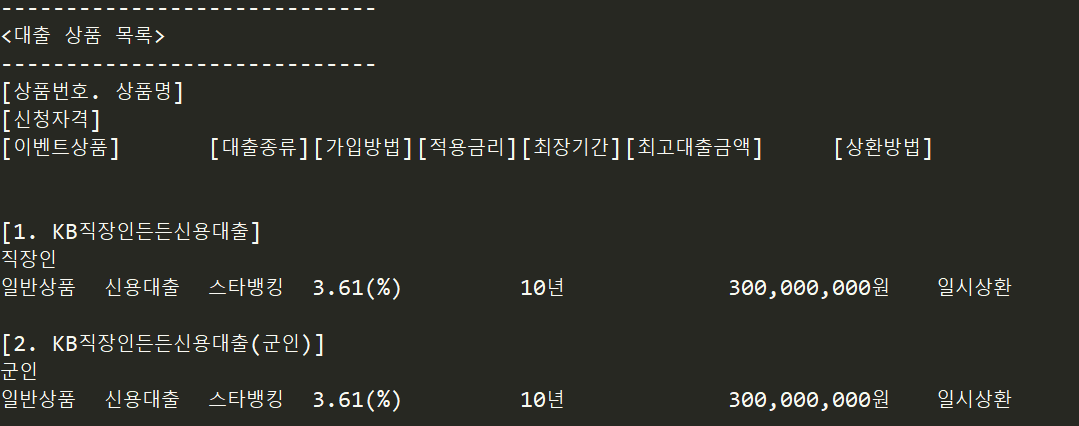 -----------------------------
<대출 상품 목록>
-----------------------------
[상품번호. 상품명]
[신청자격]
[이벤트상품] [대출종류][가입방법][적용금리][최장기간][최고대출금액] [상환방법]
[1. KB직장인든든신용대출]
직장인
일반상품 신용대출 스타뱅킹 3.61(%) 10년 300,000,000원 일시상환
[2. KB직장인든든신용대출(군인)]
군인
일반상품 신용대출 스타뱅킹 3.61(%) 10년 300,000,000원 일시상환